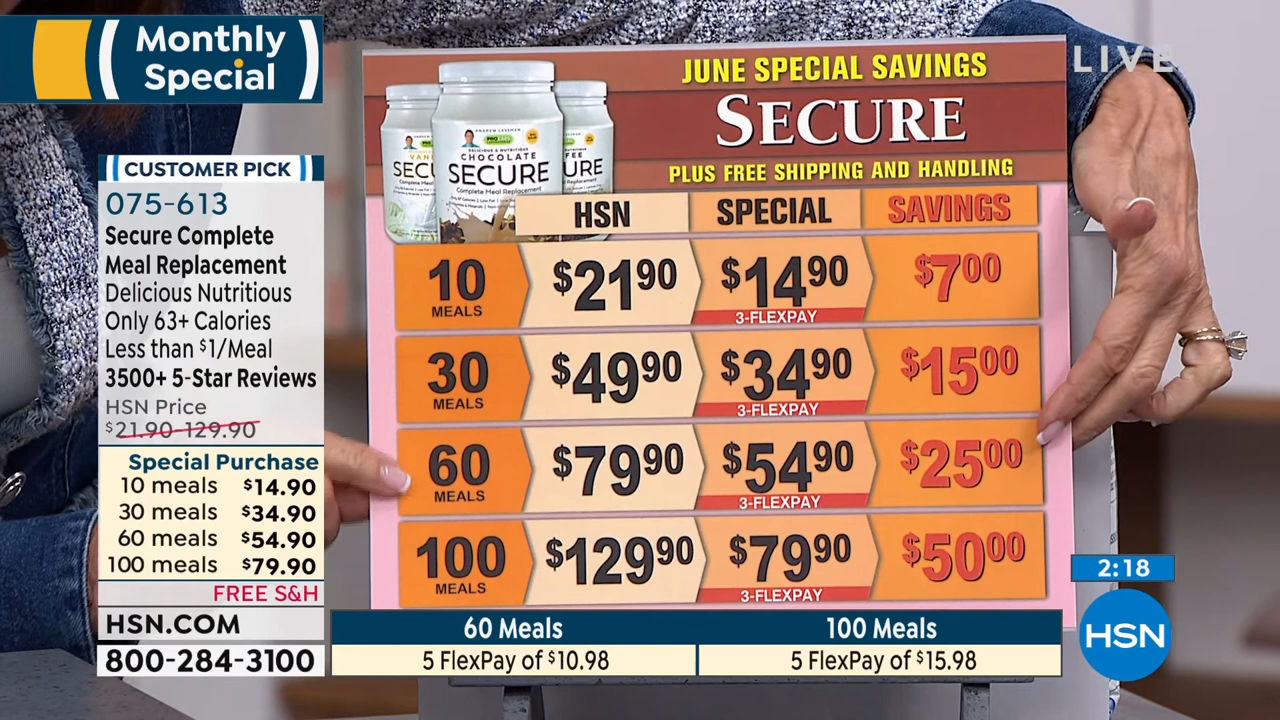 Monthly
Special
LIVE
CUSTOMER PICK
075-613
Secure Complete
Meal Replacement
Delicious Nutritious
Only 63+ Calories
Less than $1/Meal
3500+ 5-Star Reviews
HSN Price
$21.90-129.90
Special Purchase
10 meals $14.90
30 meals $34.90
60 meals $54.90
100 meals $79.90
FREE S&H
HSN.COM
800-284-3100
JUNE SPECIAL SAVINGS
SECURE
PLUS FREE SHIPPING AND HANDLING
ANDREW LESSMAN
DELICIOUS & NUTRITIOUS
CHOCOLATE
SECURE
Complete Meal Replacement
HSN SPECIAL SAVINGS
10 MEALS $21.90 $14.90 3-FLEXPAY $7.00
30 MEALS $49.90 $34.90 3-FLEXPAY $15.00
60 MEALS $79.90 $54.90 3-FLEXPAY $25.00
100 MEALS $129.90 $79.90 3-FLEXPAY $50.00
60 Meals 100 Meals
5 FlexPay of $10.98 5 FlexPay of $15.98
2:18
HSN